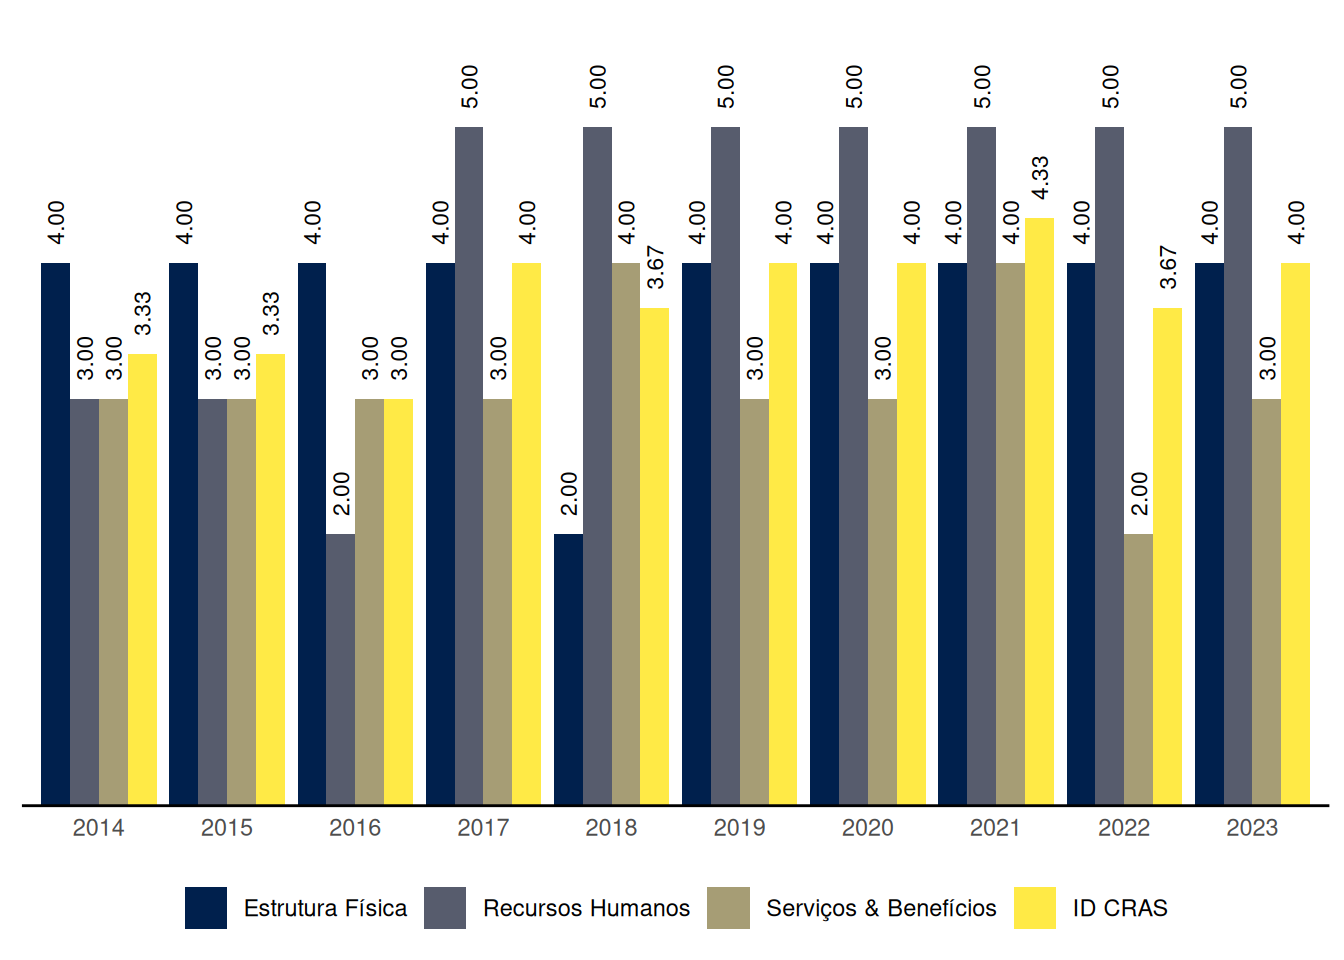 4.00 3.00 3.00 3.33 4.00 3.00 3.00 3.33 4.00 2.00 3.00 3.00 4.00 5.00 3.00 4.00 2.00 5.00 4.00 3.67 4.00 5.00 3.00 4.00 4.00 5.00 3.00 4.00 4.00 5.00 4.00 4.33 4.00 5.00 2.00 3.67 4.00 5.00 3.00 4.00
2014 2015 2016 2017 2018 2019 2020 2021 2022 2023
Estrutura Física Recursos Humanos Serviços & Benefícios ID CRAS